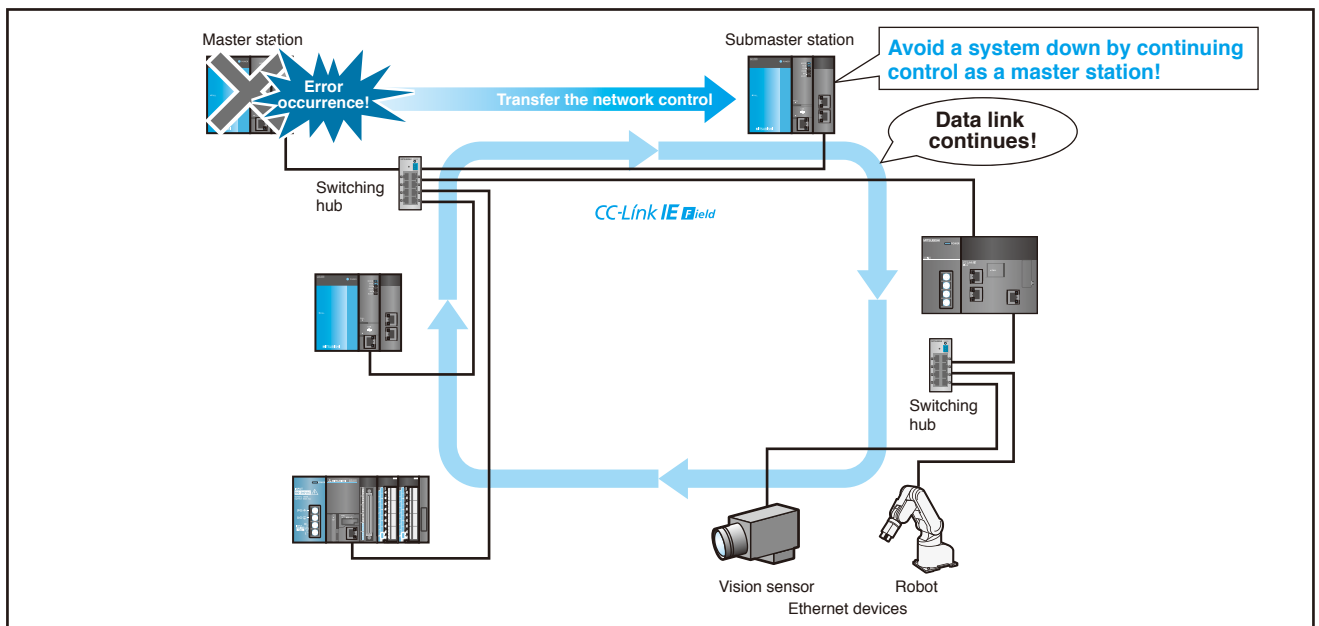 Master station
Submaster station
Avoid a system down by continuing
control as a master station!
Error
occurrence!
Transfer the network control
Data link
continues!
Switching
hub
CC-Link IE Field
Switching
hub
Vision sensor
Robot
Ethernet devices